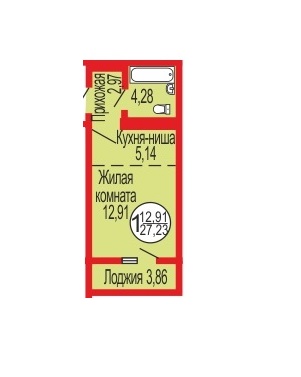 Прихожая
2,97
4,28
Кухня-ниша
5,14
Жилая
комната
12,91
1
12,91
27,23
Лоджия 3,86